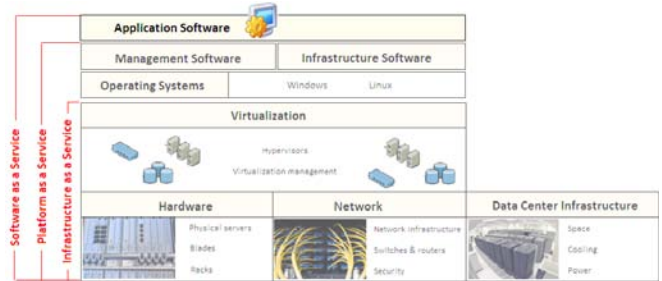 Application Software
Management Software
Infrastructure Software
Operating Systems
Windows
Linux
Virtualization
Hypervisors
Virtualization management
Hardware
Network
Data Center Infrastructure
Physical servers
Blades
Racks
Network Infrastructure
Switches & routers
Security
Space
Cooling
Power
Software as a Service
Platform as a Service
Infrastructure as a Service